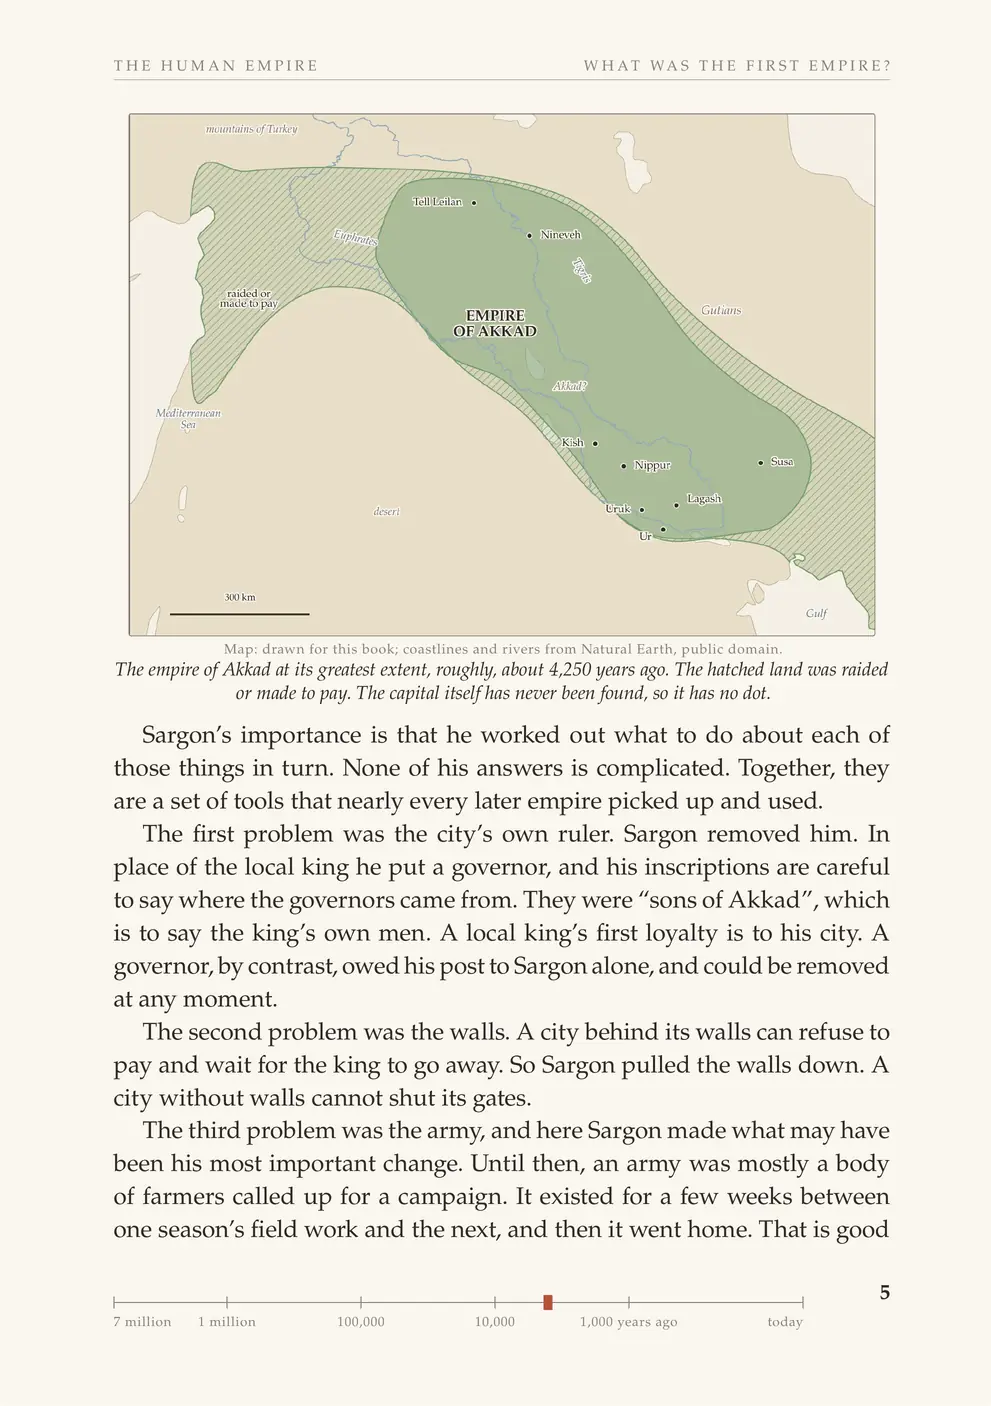 THE HUMAN EMPIRE
WHAT WAS THE FIRST EMPIRE?
mountains of Turkey
Tell Leilan
Nineveh
Euphrates
Tigris
raided or
made to pay
Gutians
EMPIRE
OF AKKAD
Akkad?
Mediterranean
Sea
Kish
Nippur
Susa
Lagash
Uruk
desert
Ur
300 km
Gulf
Map: drawn for this book; coastlines and rivers from Natural Earth, public domain.
The empire of Akkad at its greatest extent, roughly, about 4,250 years ago. The hatched land was raided
or made to pay. The capital itself has never been found, so it has no dot.
Sargon’s importance is that he worked out what to do about each of
those things in turn. None of his answers is complicated. Together, they
are a set of tools that nearly every later empire picked up and used.
The first problem was the city’s own ruler. Sargon removed him. In
place of the local king he put a governor, and his inscriptions are careful
to say where the governors came from. They were “sons of Akkad”, which
is to say the king’s own men. A local king’s first loyalty is to his city. A
governor, by contrast, owed his post to Sargon alone, and could be removed
at any moment.
The second problem was the walls. A city behind its walls can refuse to
pay and wait for the king to go away. So Sargon pulled the walls down. A
city without walls cannot shut its gates.
The third problem was the army, and here Sargon made what may have
been his most important change. Until then, an army was mostly a body
of farmers called up for a campaign. It existed for a few weeks between
one season’s field work and the next, and then it went home. That is good
5
7 million
1 million
100,000
10,000
1,000 years ago
today